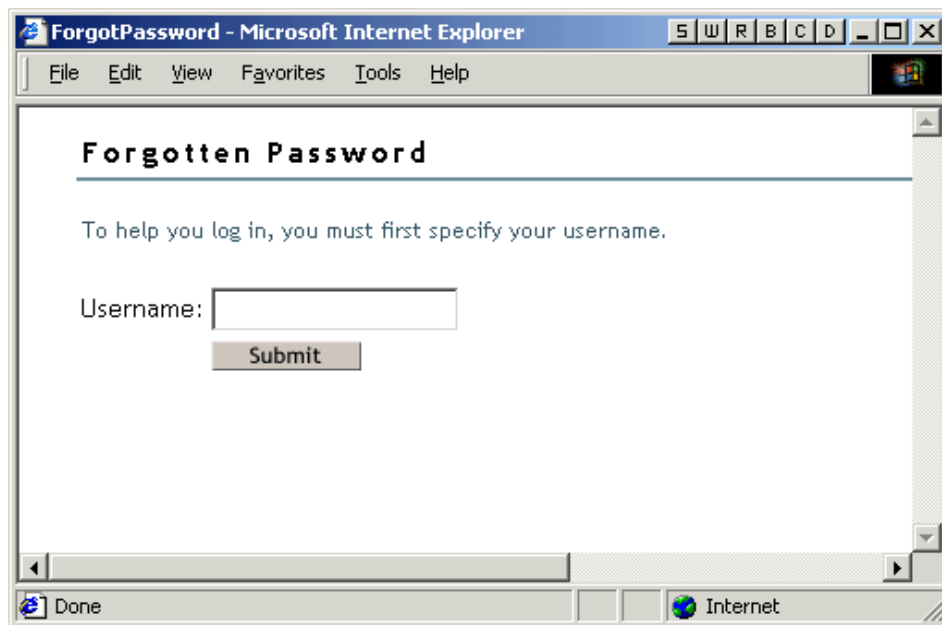 ForgotPassword - Microsoft Internet Explorer S W R B C D
File Edit View Favorites Tools Help
Forgotten Password
To help you log in, you must first specify your username.
Username:
Submit
Done Internet